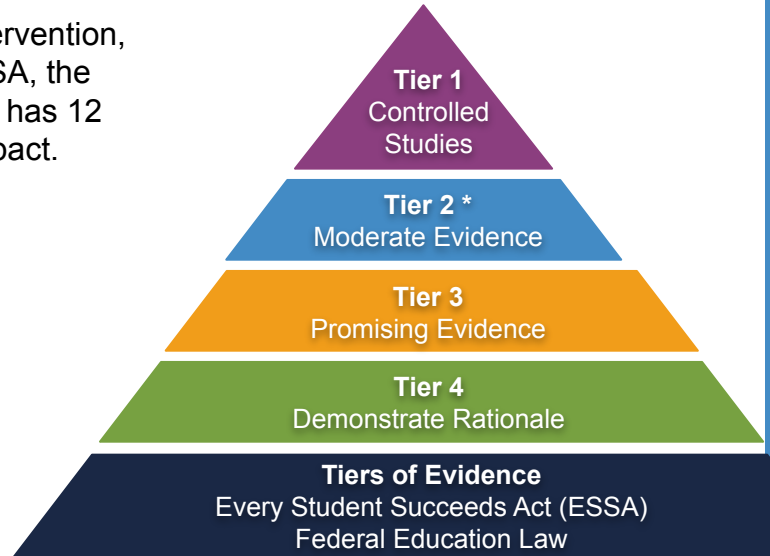 ervention,
SA, the
has 12
pact.
Tier 1
Controlled
Studies
Tier 2 *
Moderate Evidence
Tier 3
Promising Evidence
Tier 4
Demonstrate Rationale
Tiers of Evidence
Every Student Succeeds Act (ESSA)
Federal Education Law